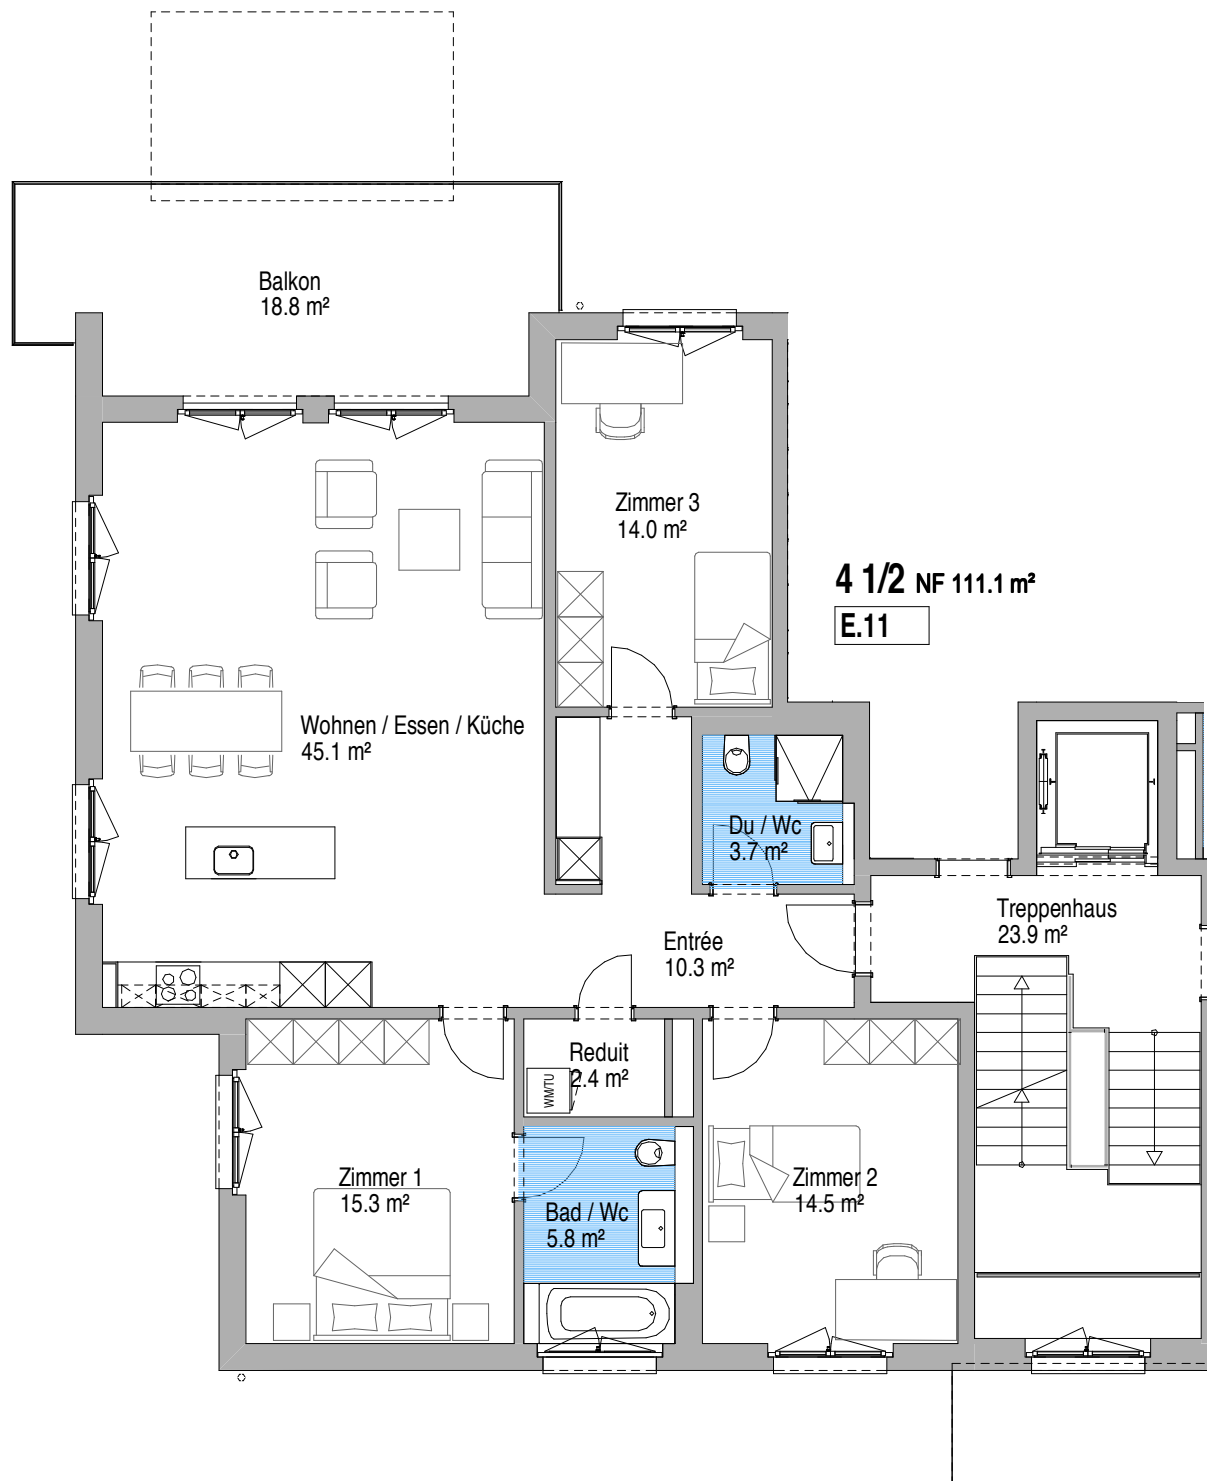 Balkon
18.8 m²
Zimmer 3
14.0 m²
4 1/2 NF 111.1 m²
E.11
Wohnen / Essen / Küche
45.1 m²
Du / Wc
3.7 m²
Treppenhaus
23.9 m²
Entrée
10.3 m²
Reduit
2.4 m²
WM/TU
Zimmer 1
15.3 m²
Bad / Wc
5.8 m²
Zimmer 2
14.5 m²